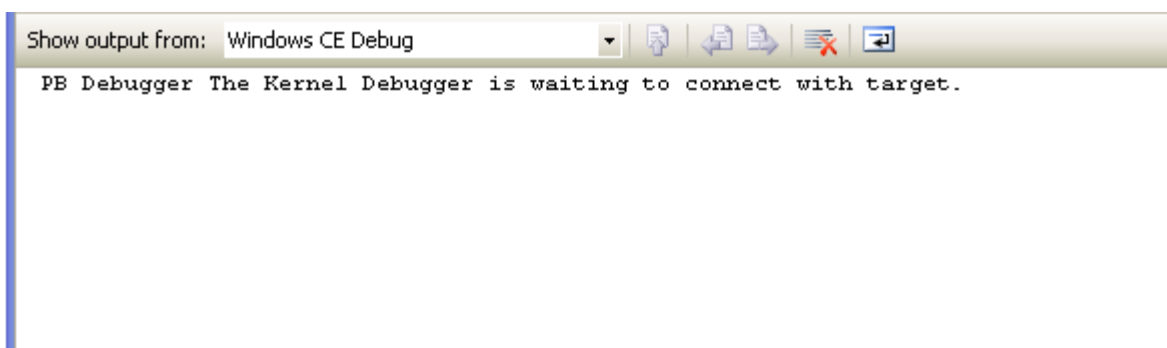 Show output from: Windows CE Debug
PB Debugger The Kernel Debugger is waiting to connect with target.